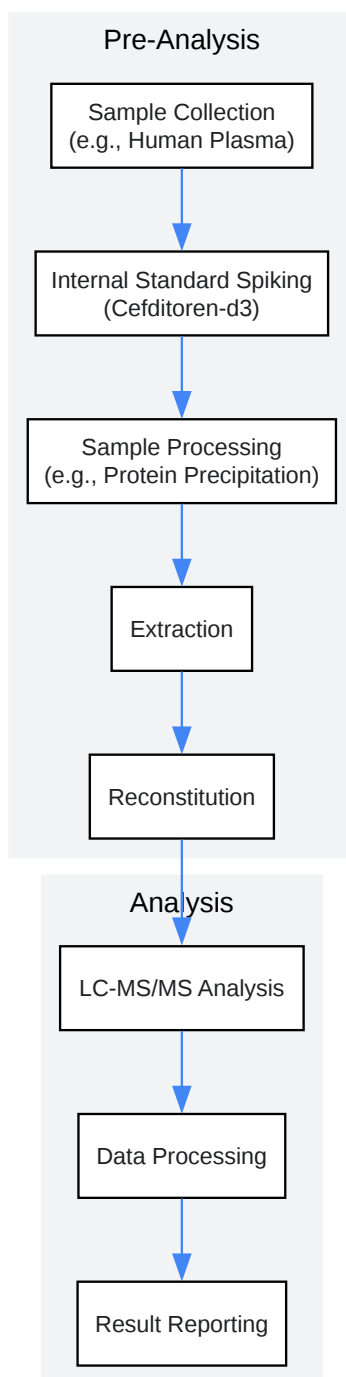 Pre-Analysis
Sample Collection
(e.g., Human Plasma)
Internal Standard Spiking
(Cefditoren-d3)
Sample Processing
(e.g., Protein Precipitation)
Extraction
Reconstitution
Analysis
LC-MS/MS Analysis
Data Processing
Result Reporting